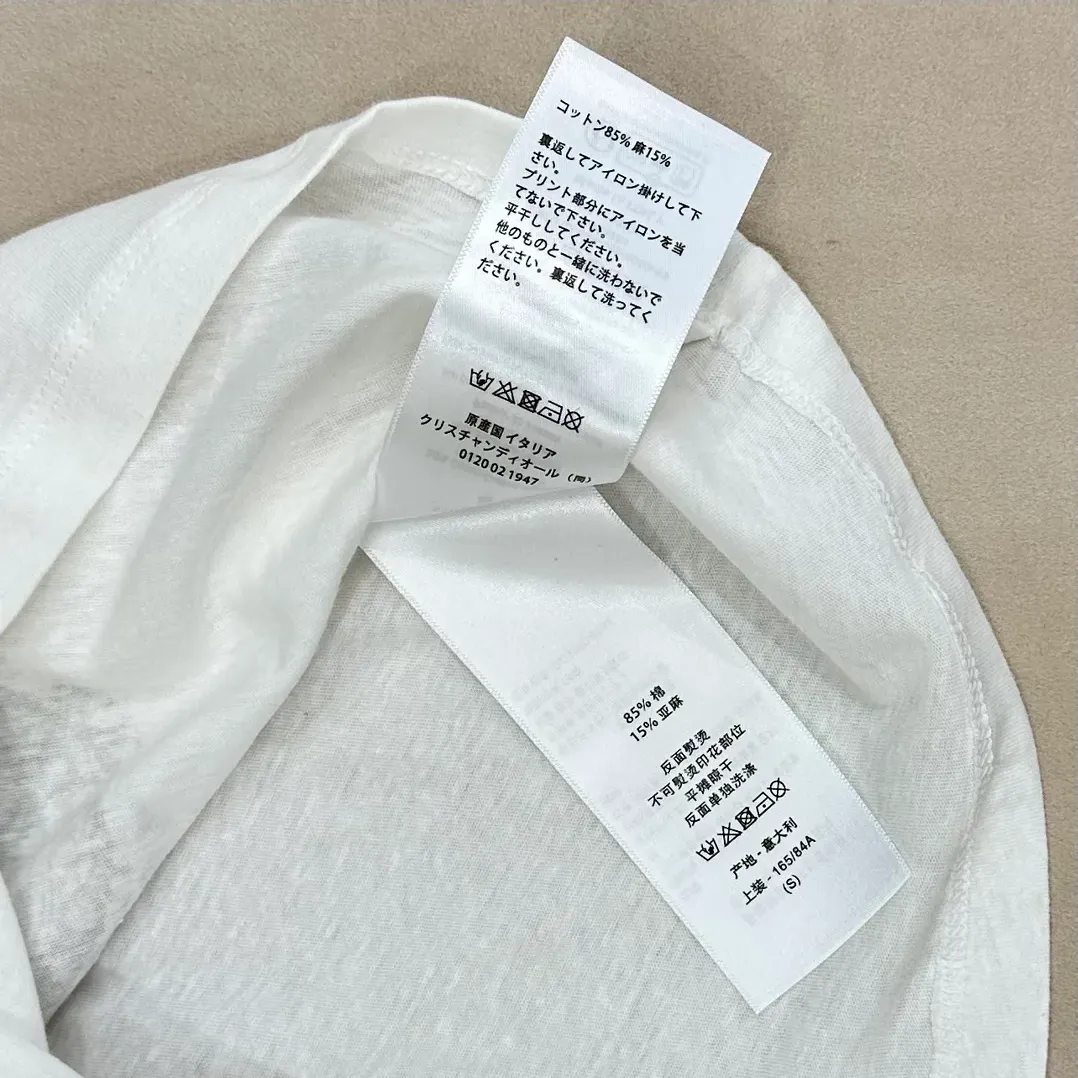 コットン85% 麻15%
裏返してアイロン掛けして下
さい。
プリント部分にアイロンを当
てないで下さい。
平干ししてください。
他のものと一緒に洗わないで
ください。裏返して洗ってく
ださい。
原産国 イタリア
クリスチャンディオール (同)
0120 02 1947
85% 棉
15% 亚麻
反面熨烫
不可熨烫印花部位
平摊晾干
反面单独洗涤
产地 - 意大利
上装 - 165/84A
(S)